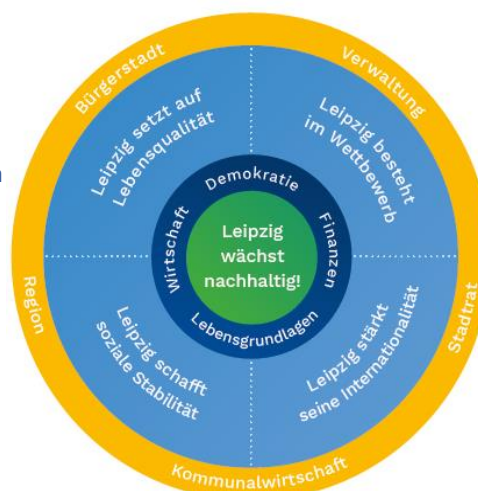 Bürgerstadt
Verwaltung
Leipzig setzt auf
Lebensqualität
Leipzig besteht
im Wettbewerb
Demokratie
Wirtschaft
Finanzen
Leipzig
wächst
nachhaltig!
Lebensgrundlagen
Region
Stadtrat
Leipzig schafft
soziale Stabilität
Leipzig stärkt
seine Internationalität
Kommunalwirtschaft